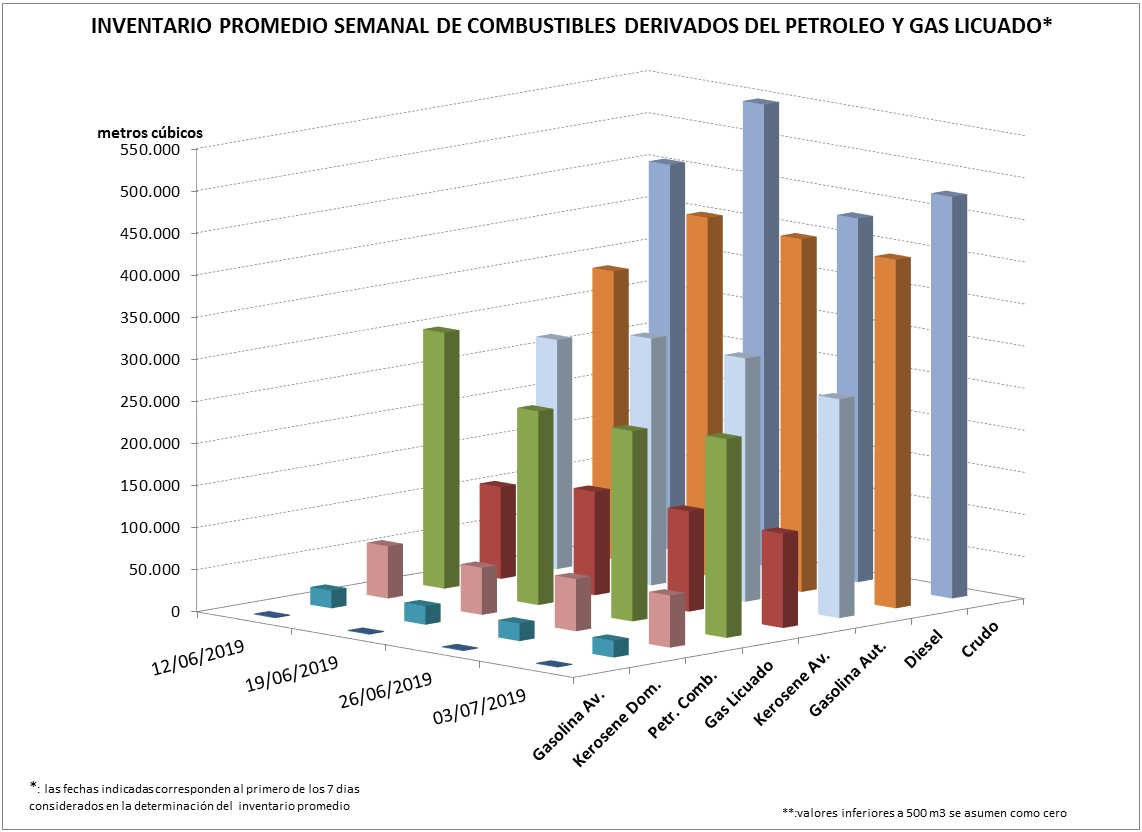 INVENTARIO PROMEDIO SEMANAL DE COMBUSTIBLES DERIVADOS DEL PETROLEO Y GAS LICUADO*
metros cúbicos
550.000
500.000
450.000
400.000
350.000
300.000
250.000
200.000
150.000
100.000
50.000
0
12/06/2019
19/06/2019
26/06/2019
03/07/2019
Gasolina Av.
Kerosene Dom.
Petr. Comb.
Gas Licuado
Kerosene Av.
Gasolina Aut.
Diesel
Crudo
*: las fechas indicadas corresponden al primero de los 7 dias
considerados en la determinación del inventario promedio
**:valores inferiores a 500 m3 se asumen como cero